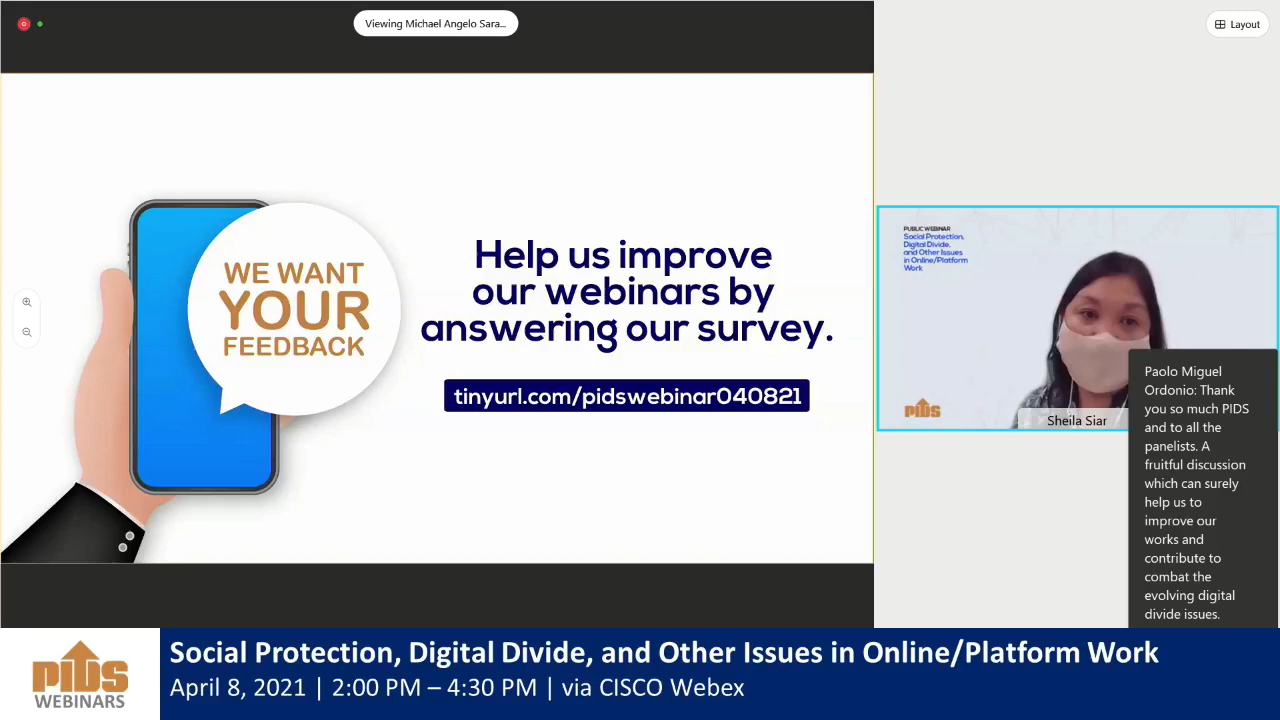 Viewing Michael Angelo Sara...
Layout
WE WANT
YOUR
FEEDBACK
Help us improve
our webinars by
answering our survey.
tinyurl.com/pidswebinar040821
PUBLIC WEBINAR
Social Protection,
Digital Divide,
and Other Issues
in Online/Platform
Work
PIDS
Sheila Siar
Paolo Miguel
Ordonio: Thank
you so much PIDS
and to all the
panelists. A
fruitful discussion
which can surely
help us to
improve our
works and
contribute to
combat the
evolving digital
divide issues.
PIDS
WEBINARS
Social Protection, Digital Divide, and Other Issues in Online/Platform Work
April 8, 2021 | 2:00 PM – 4:30 PM | via CISCO Webex